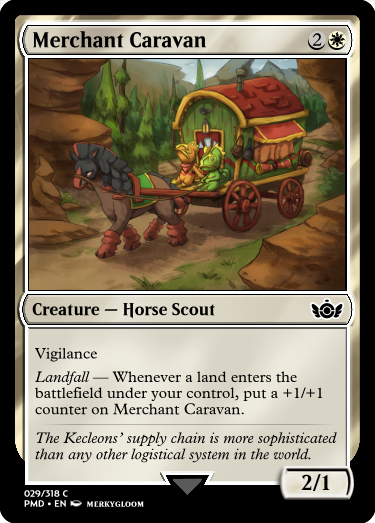 Merchant Caravan 2
Creature — Horse Scout
Vigilance
Landfall — Whenever a land enters the
battlefield under your control, put a +1/+1
counter on Merchant Caravan.
The Kecleons' supply chain is more sophisticated
than any other logistical system in the world.
2/1
029/318 C
PMD • EN MERKYGLOOM